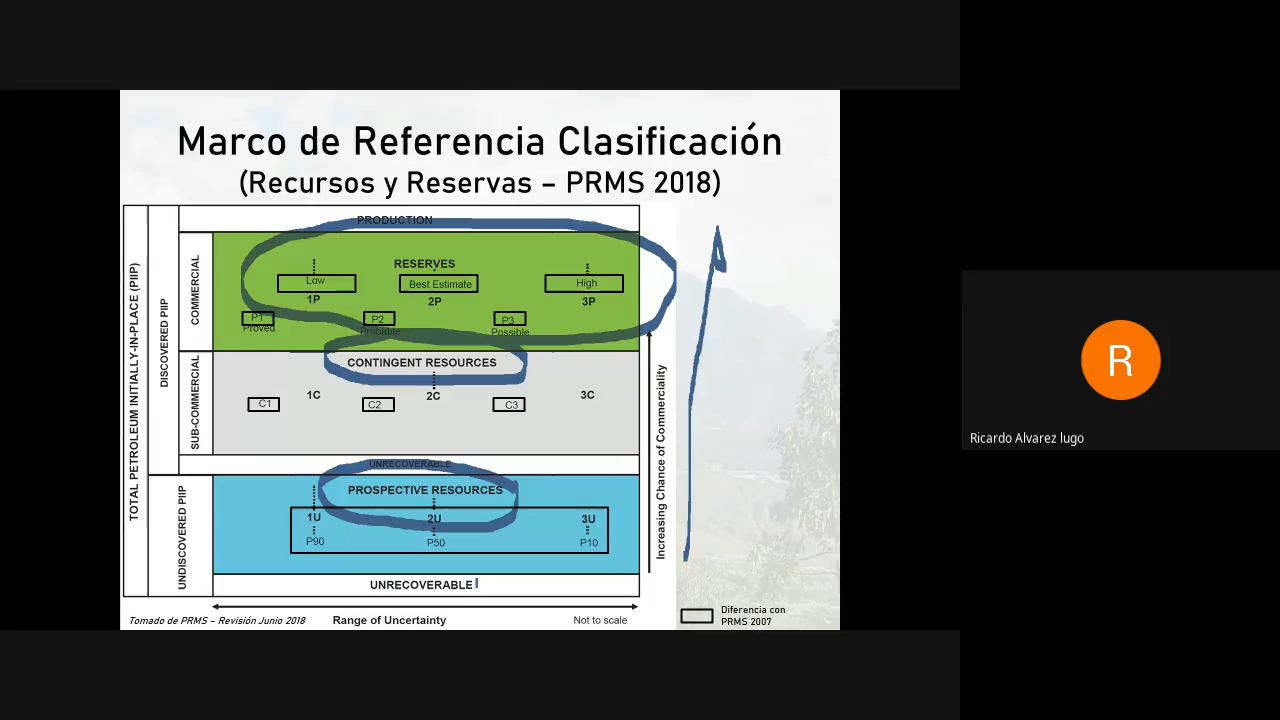 Marco de Referencia Clasificación
(Recursos y Reservas – PRMS 2018)
TOTAL PETROLEUM INITIALLY-IN-PLACE (PIIP)
DISCOVERED PIIP
UNDISCOVERED PIIP
COMMERCIAL
SUB-COMMERCIAL
PRODUCTION
RESERVES
Low
Best Estimate
High
1P
2P
3P
P1
P2
P3
Proved
Probable
Possible
CONTINGENT RESOURCES
1C
2C
3C
C1
C2
C3
UNRECOVERABLE
PROSPECTIVE RESOURCES
1U
2U
3U
P90
P50
P10
UNRECOVERABLE
Increasing Chance of Commerciality
Tomado de PRMS – Revisión Junio 2018
Range of Uncertainty
Not to scale
Diferencia con
PRMS 2007
R
Ricardo Alvarez lugo